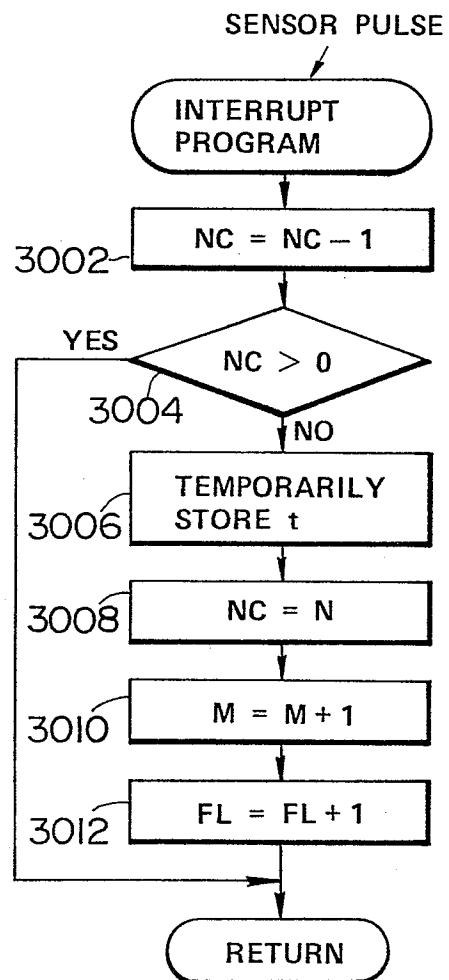 SENSOR PULSE
INTERRUPT
PROGRAM
NC = NC - 1
3002
YES
NC > 0
3004
NO
TEMPORARILY
STORE t
3006
NC = N
3008
M = M + 1
3010
FL = FL + 1
3012
RETURN